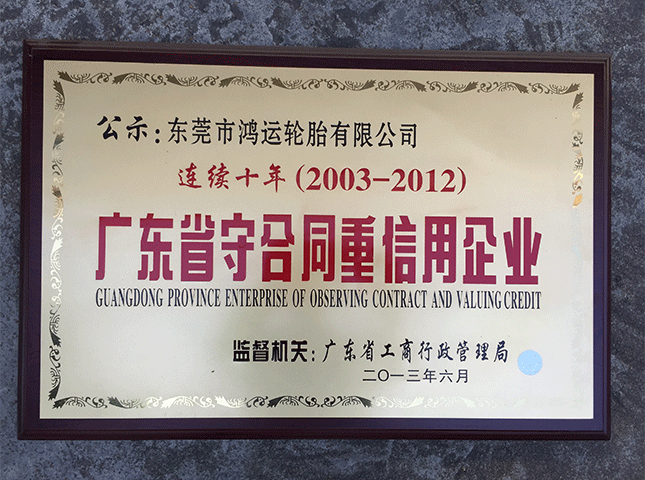 公示:东莞市鸿运轮胎有限公司
连续十年(2003-2012)
广东省守合同重信用企业
GUANGDONG PROVINCE ENTERPRISE OF OBSERVING CONTRACT AND VALUING CREDIT
监督机关:广东省工商行政管理局
二〇一三年六月